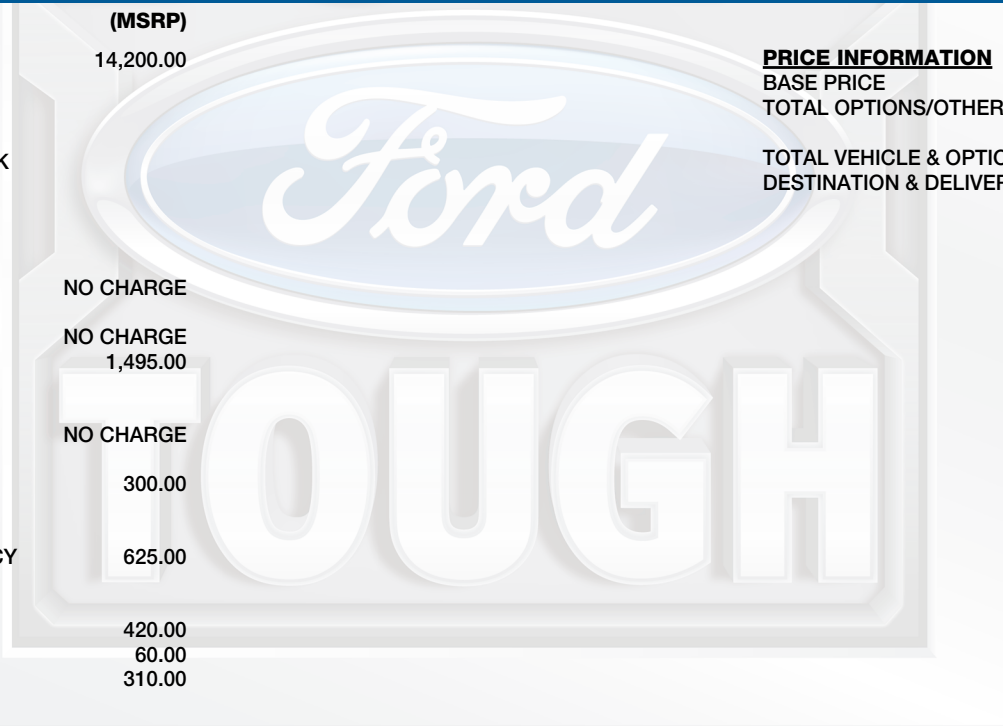 (MSRP)
14,200.00
K
NO CHARGE
NO CHARGE
1,495.00
NO CHARGE
300.00
CY 625.00
420.00
60.00
310.00
PRICE INFORMATION
BASE PRICE
TOTAL OPTIONS/OTHER
TOTAL VEHICLE & OPTIO
DESTINATION & DELIVER
Ford
TOUGH